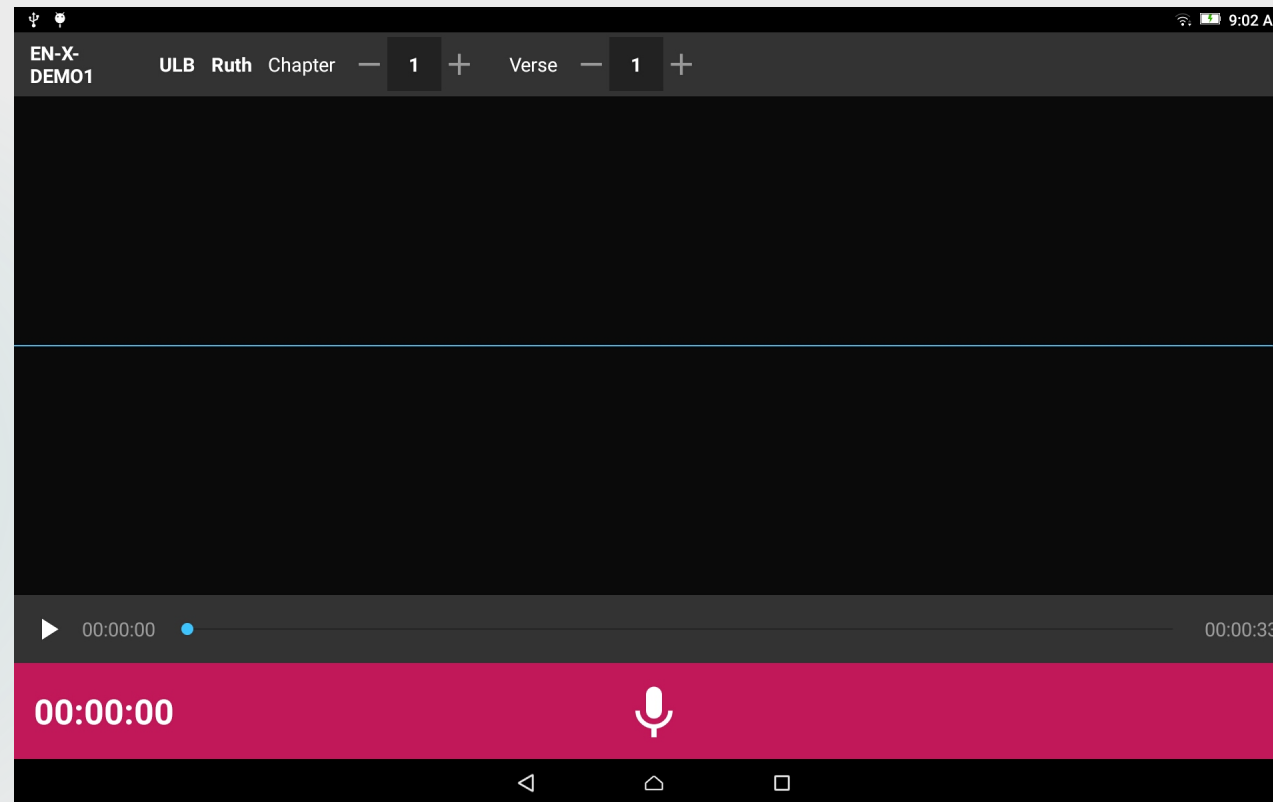 9:02 A
EN-X-
DEMO1
ULB Ruth Chapter — 1 + Verse — 1 +
00:00:00
00:00:33
00:00:00